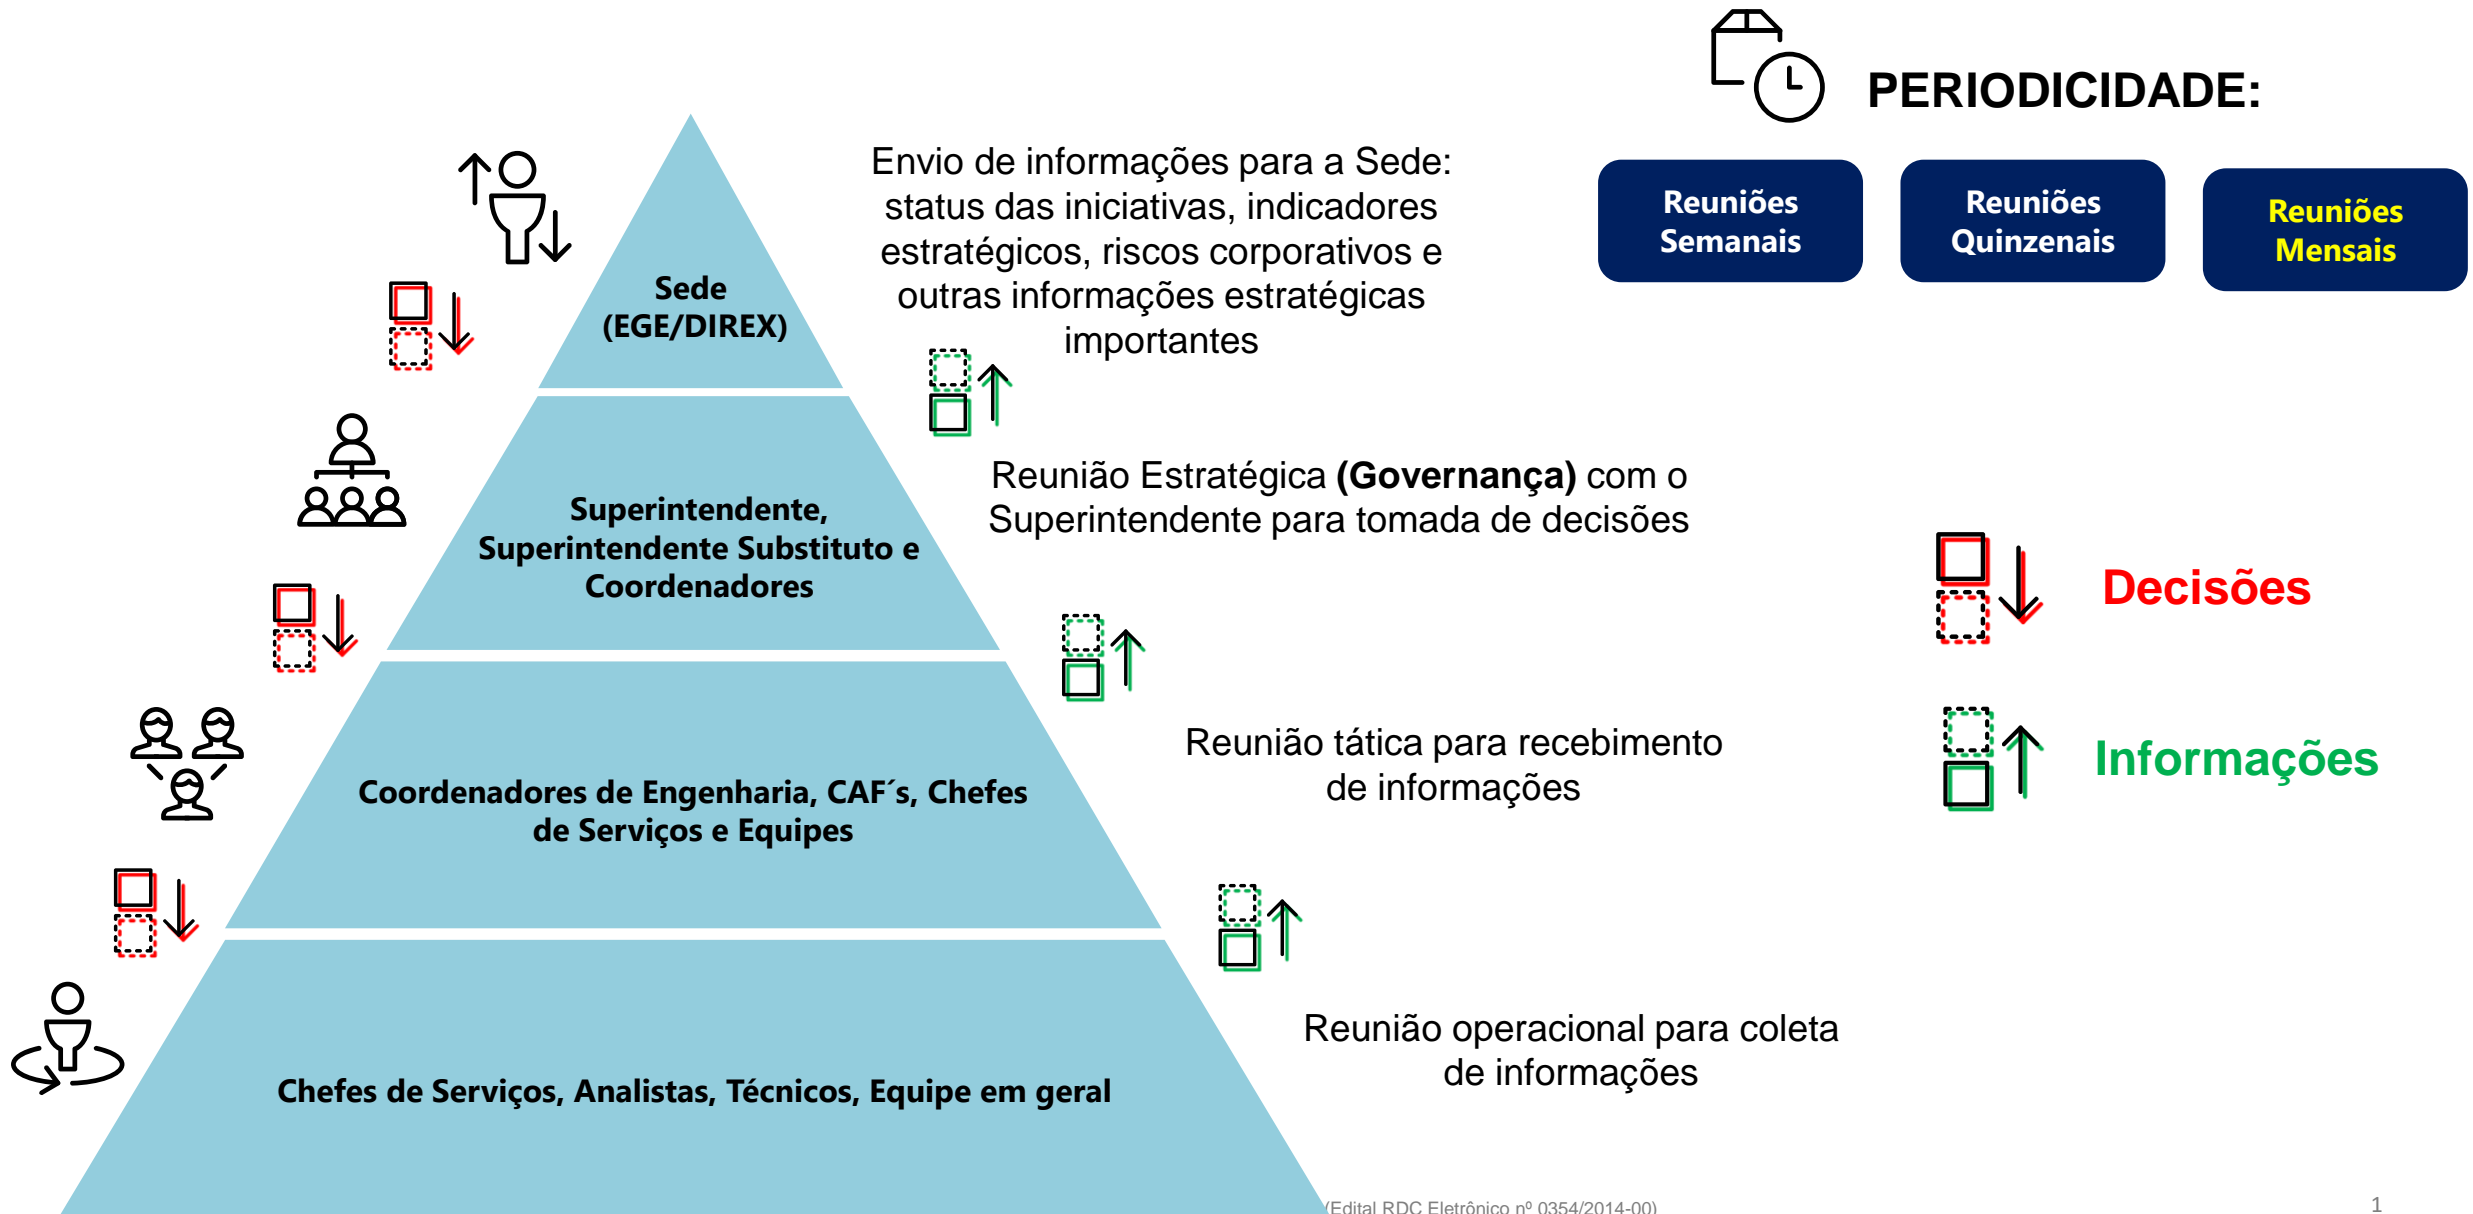 PERIODICIDADE:
Reuniões
Semanais
Reuniões
Quinzenais
Reuniões
Mensais
Envio de informações para a Sede:
status das iniciativas, indicadores
estratégicos, riscos corporativos e
outras informações estratégicas
importantes
Sede
(EGE/DIREX)
Reunião Estratégica (Governança) com o
Superintendente para tomada de decisões
Superintendente,
Superintendente Substituto e
Coordenadores
Decisões
Reunião tática para recebimento
de informações
Informações
Coordenadores de Engenharia, CAF´s, Chefes
de Serviços e Equipes
Reunião operacional para coleta
de informações
Chefes de Serviços, Analistas, Técnicos, Equipe em geral
(Edital RDC Eletrônico nº 0354/2014-00)
1